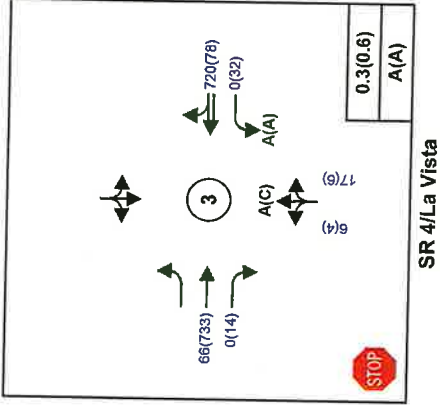 720(78)
0(32)
A(A)
3
A(C)
66(733)
0(14)
6(4)
17(6)
STOP
0.3(0.6)
A(A)
SR 4/La Vista